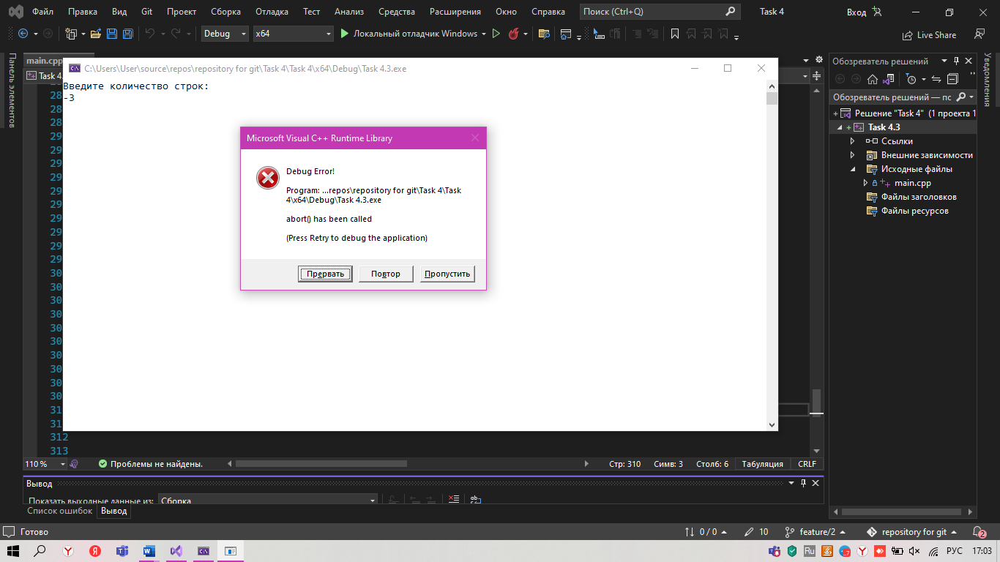 Файл Правка Вид Git Проект Сборка Отладка Тест Анализ Средства Расширения Окно Справка Поиск (Ctrl+Q) Task 4 Вход
Debug x64 Локальный отладчик Windows Live Share
Панель элементов
main.cpp
Task 4.
C:\Users\User\source\repos\repository for git\Task 4\Task 4\x64\Debug\Task 4.3.exe
Введите количество строк:
-3
Microsoft Visual C++ Runtime Library
Debug Error!
Program: ...repos\repository for git\Task 4\Task
4\x64\Debug\Task 4.3.exe
abort() has been called
(Press Retry to debug the application)
Прервать Повтор Пропустить
28
28
28
29
29
29
29
29
29
29
29
29
29
30
30
30
30
30
30
30
30
30
30
31
31
312
313
Обозреватель решений
Обозреватель решений — пс
Решение "Task 4" (1 проекта 1
Task 4.3
Ссылки
Внешние зависимости
Исходные файлы
main.cpp
Файлы заголовков
Файлы ресурсов
Уведомления
110 % Проблемы не найдены. Стр: 310 Симв: 3 Столб: 6 Табуляция CRLF
Вывод
Показать выходные данные из: Сборка
Список ошибок Вывод
Готово 0 / 0 10 feature/2 repository for git 2
Ru РУС 17:03